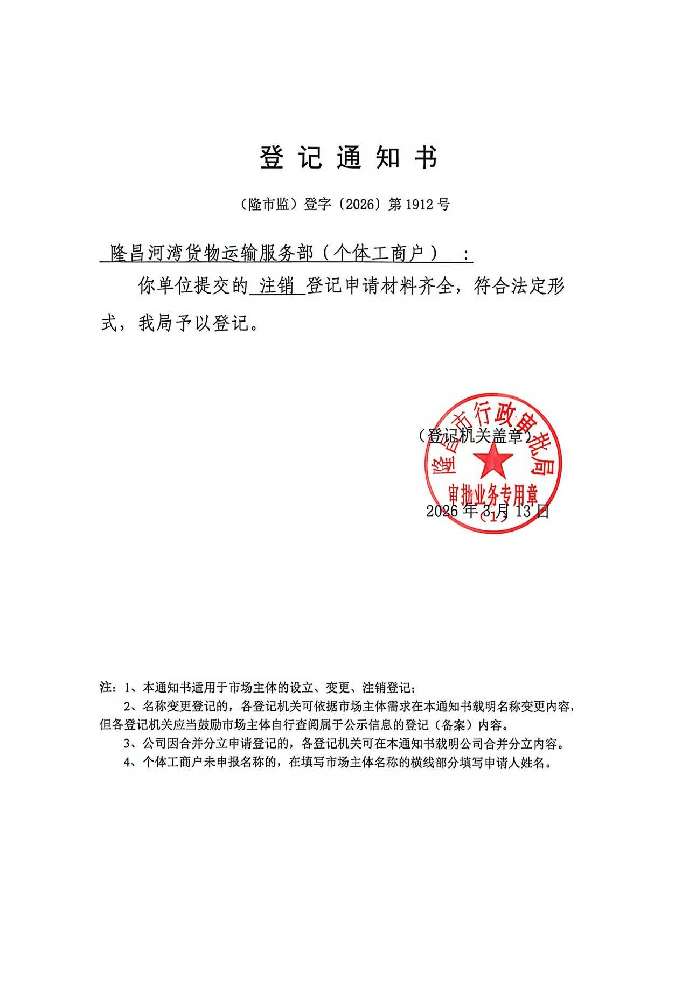 登记通知书
（隆市监）登字〔2026〕第1912号
隆昌河湾货物运输服务部（个体工商户）：
你单位提交的 注销 登记申请材料齐全，符合法定形
式，我局予以登记。
隆昌市行政审批局
（登记机关盖章）
审批业务专用章
2026年3月13日
（1）
注：1、本通知书适用于市场主体的设立、变更、注销登记；
2、名称变更登记的，各登记机关可依据市场主体需求在本通知书载明名称变更内容，
但各登记机关应当鼓励市场主体自行查阅属于公示信息的登记（备案）内容。
3、公司因合并分立申请登记的，各登记机关可在本通知书载明公司合并分立内容。
4、个体工商户未申报名称的，在填写市场主体名称的横线部分填写申请人姓名。